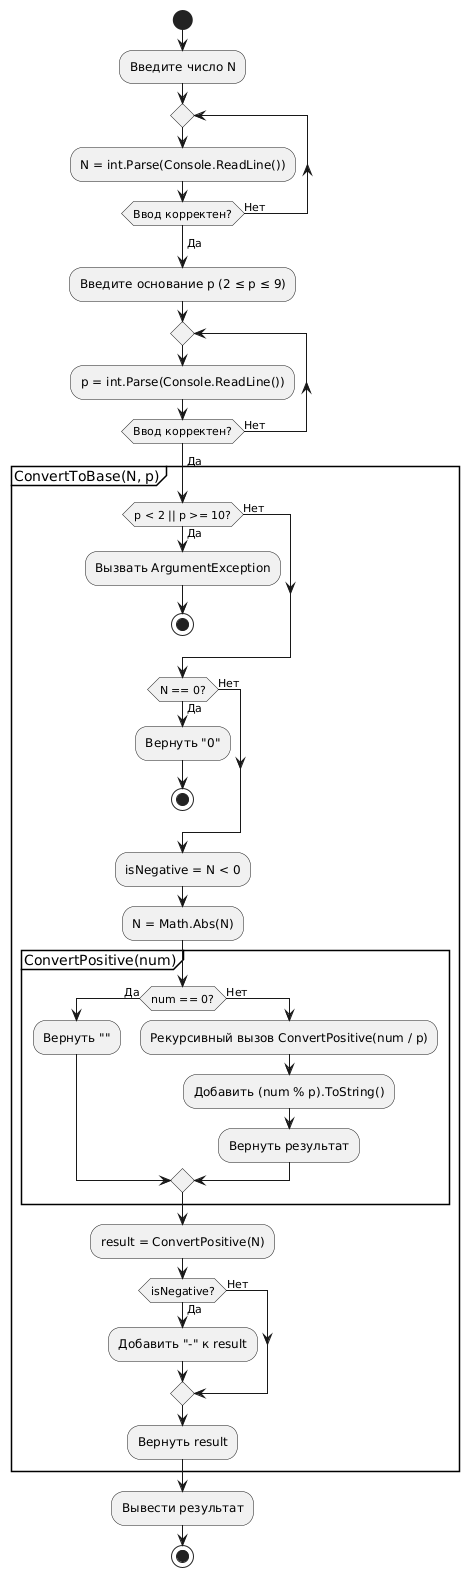 Введите число N
N = int.Parse(Console.ReadLine())
Ввод корректен?
Нет
Да
Введите основание p (2 ≤ p ≤ 9)
p = int.Parse(Console.ReadLine())
Ввод корректен?
Нет
Да
ConvertToBase(N, p)
p < 2 || p >= 10?
Нет
Да
Вызвать ArgumentException
N == 0?
Нет
Да
Вернуть "0"
isNegative = N < 0
N = Math.Abs(N)
ConvertPositive(num)
Да
num == 0?
Нет
Вернуть ""
Рекурсивный вызов ConvertPositive(num / p)
Добавить (num % p).ToString()
Вернуть результат
result = ConvertPositive(N)
isNegative?
Нет
Да
Добавить "-" к result
Вернуть result
Вывести результат